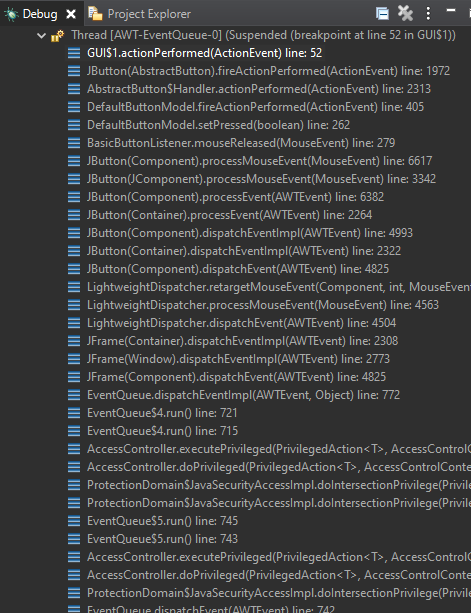 Debug Project Explorer
Thread [AWT-EventQueue-0] (Suspended (breakpoint at line 52 in GUI$1))
GUI$1.actionPerformed(ActionEvent) line: 52
JButton(AbstractButton).fireActionPerformed(ActionEvent) line: 1972
AbstractButton$Handler.actionPerformed(ActionEvent) line: 2313
DefaultButtonModel.fireActionPerformed(ActionEvent) line: 405
DefaultButtonModel.setPressed(boolean) line: 262
BasicButtonListener.mouseReleased(MouseEvent) line: 279
JButton(Component).processMouseEvent(MouseEvent) line: 6617
JButton(JComponent).processMouseEvent(MouseEvent) line: 3342
JButton(Component).processEvent(AWTEvent) line: 6382
JButton(Container).processEvent(AWTEvent) line: 2264
JButton(Component).dispatchEventImpl(AWTEvent) line: 4993
JButton(Container).dispatchEventImpl(AWTEvent) line: 2322
JButton(Component).dispatchEvent(AWTEvent) line: 4825
LightweightDispatcher.retargetMouseEvent(Component, int, MouseEvent
LightweightDispatcher.processMouseEvent(MouseEvent) line: 4563
LightweightDispatcher.dispatchEvent(AWTEvent) line: 4504
JFrame(Container).dispatchEventImpl(AWTEvent) line: 2308
JFrame(Window).dispatchEventImpl(AWTEvent) line: 2773
JFrame(Component).dispatchEvent(AWTEvent) line: 4825
EventQueue.dispatchEventImpl(AWTEvent, Object) line: 772
EventQueue$4.run() line: 721
EventQueue$4.run() line: 715
AccessController.executePrivileged(PrivilegedAction<T>, AccessControlC
AccessController.doPrivileged(PrivilegedAction<T>, AccessControlConte
ProtectionDomain$JavaSecurityAccessImpl.doIntersectionPrivilege(Privil
ProtectionDomain$JavaSecurityAccessImpl.doIntersectionPrivilege(Privil
EventQueue$5.run() line: 745
EventQueue$5.run() line: 743
AccessController.executePrivileged(PrivilegedAction<T>, AccessControlC
AccessController.doPrivileged(PrivilegedAction<T>, AccessControlConte
ProtectionDomain$JavaSecurityAccessImpl.doIntersectionPrivilege(Privil
EventQueue.dispatchEvent(AWTEvent) line: 742